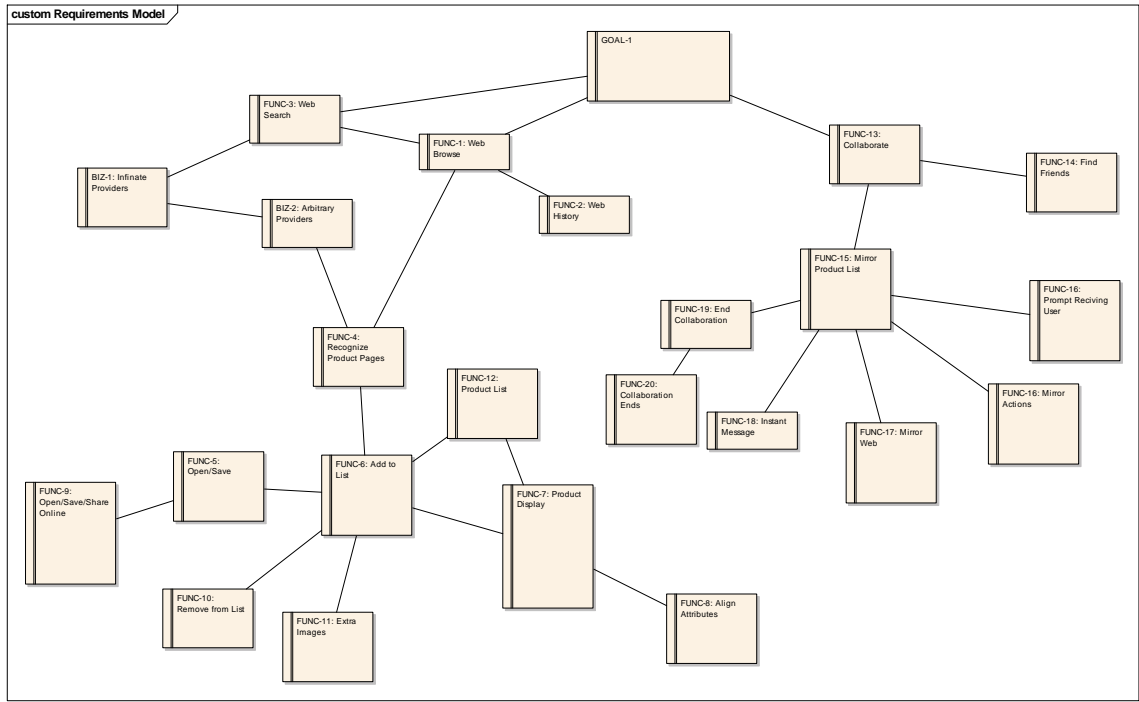 custom Requirements Model
GOAL-1
FUNC-3: Web
Search
FUNC-1: Web
Browse
FUNC-13:
Collaborate
FUNC-14: Find
Friends
BIZ-1: Infinate
Providers
BIZ-2: Arbitrary
Providers
FUNC-2: Web
History
FUNC-15: Mirror
Product List
FUNC-16:
Prompt Reciving
User
FUNC-19: End
Collaboration
FUNC-4:
Recognize
Product Pages
FUNC-12:
Product List
FUNC-20:
Collaboration
Ends
FUNC-16: Mirror
Actions
FUNC-18: Instant
Message
FUNC-17: Mirror
Web
FUNC-5:
Open/Save
FUNC-6: Add to
List
FUNC-9:
Open/Save/Share
Online
FUNC-7: Product
Display
FUNC-10:
Remove from List
FUNC-11: Extra
Images
FUNC-8: Align
Attributes